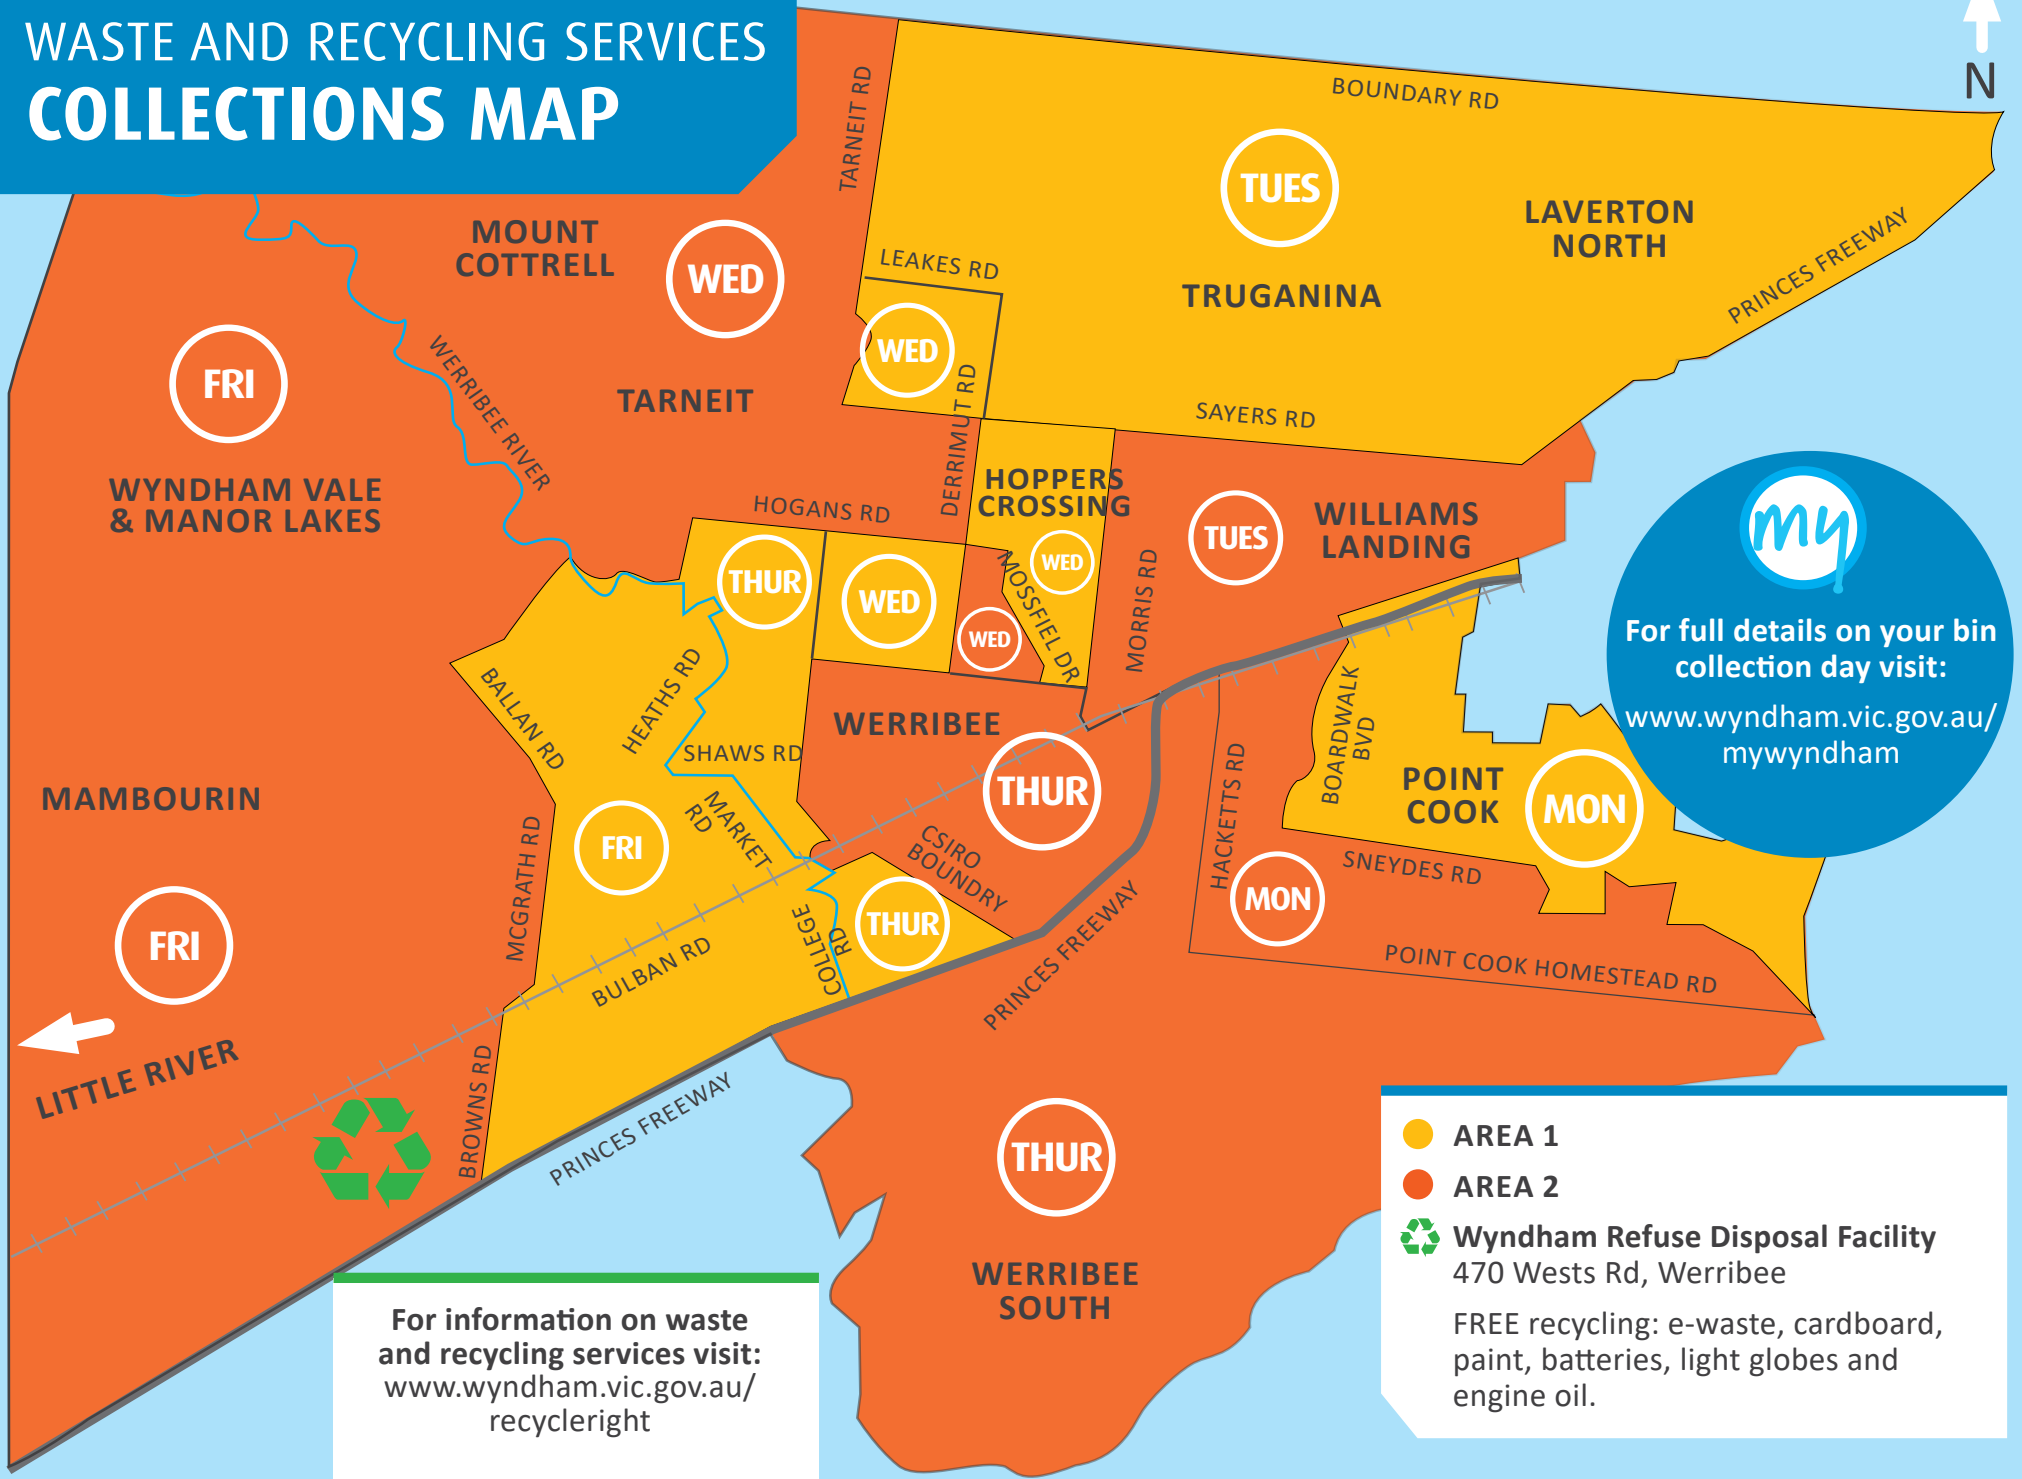 WASTE AND RECYCLING SERVICES
COLLECTIONS MAP
N
BOUNDARY RD
TARNEIT RD
TUES
LAVERTON
NORTH
MOUNT
COTTRELL
WED
LEAKES RD
TRUGANINA
PRINCES FREEWAY
FRI
WERRIBEE RIVER
WED
TARNEIT
DERRIMUT RD
SAYERS RD
WYNDHAM VALE
& MANOR LAKES
HOGANS RD
HOPPERS
CROSSING
WED
TUES
WILLIAMS
LANDING
THUR
WED
WED
MOSSFIEL DR
MORRIS RD
my
For full details on your bin
collection day visit:
www.wyndham.vic.gov.au/
mywyndham
BALLAN RD
HEATHS RD
SHAWS RD
WERRIBEE
THUR
HACKETTS RD
BOARDWALK
BVD
POINT
COOK
MON
MAMBOURIN
MCGRATH RD
FRI
MARKET
RD
CSIRO
BOUNDRY
SNEYDES RD
MON
FRI
THUR
COLLEGE
RD
BULBAN RD
PRINCES FREEWAY
POINT COOK HOMESTEAD RD
LITTLE RIVER
BROWNS RD
PRINCES FREEWAY
THUR
WERRIBEE
SOUTH
AREA 1
AREA 2
Wyndham Refuse Disposal Facility
470 Wests Rd, Werribee
FREE recycling: e-waste, cardboard,
paint, batteries, light globes and
engine oil.
For information on waste
and recycling services visit:
www.wyndham.vic.gov.au/
recycleright